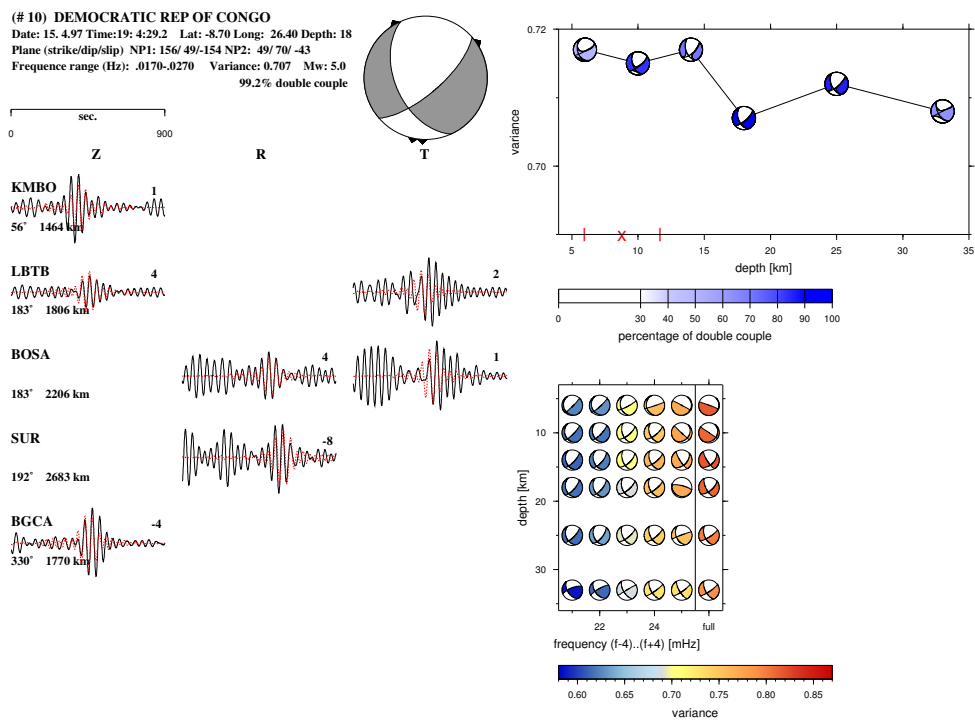 (# 10) DEMOCRATIC REP OF CONGO
Date: 15. 4.97 Time:19: 4:29.2 Lat: -8.70 Long: 26.40 Depth: 18
Plane (strike/dip/slip) NP1: 156/ 49/-154 NP2: 49/ 70/ -43
Frequence range (Hz): .0170-.0270 Variance: 0.707 Mw: 5.0
99.2% double couple
sec.
0 900
Z R T
KMBO 1
56° 1464 km
LBTB 4 2
183° 1806 km
BOSA 4 1
183° 2206 km
SUR -8
192° 2683 km
BGCA -4
330° 1770 km
0.72
0.70
variance
x
5 10 15 20 25 30 35
depth [km]
0 30 40 50 60 70 80 90 100
percentage of double couple
10
20
30
depth [km]
22 24 full
frequency (f-4)..(f+4) [mHz]
0.60 0.65 0.70 0.75 0.80 0.85
variance